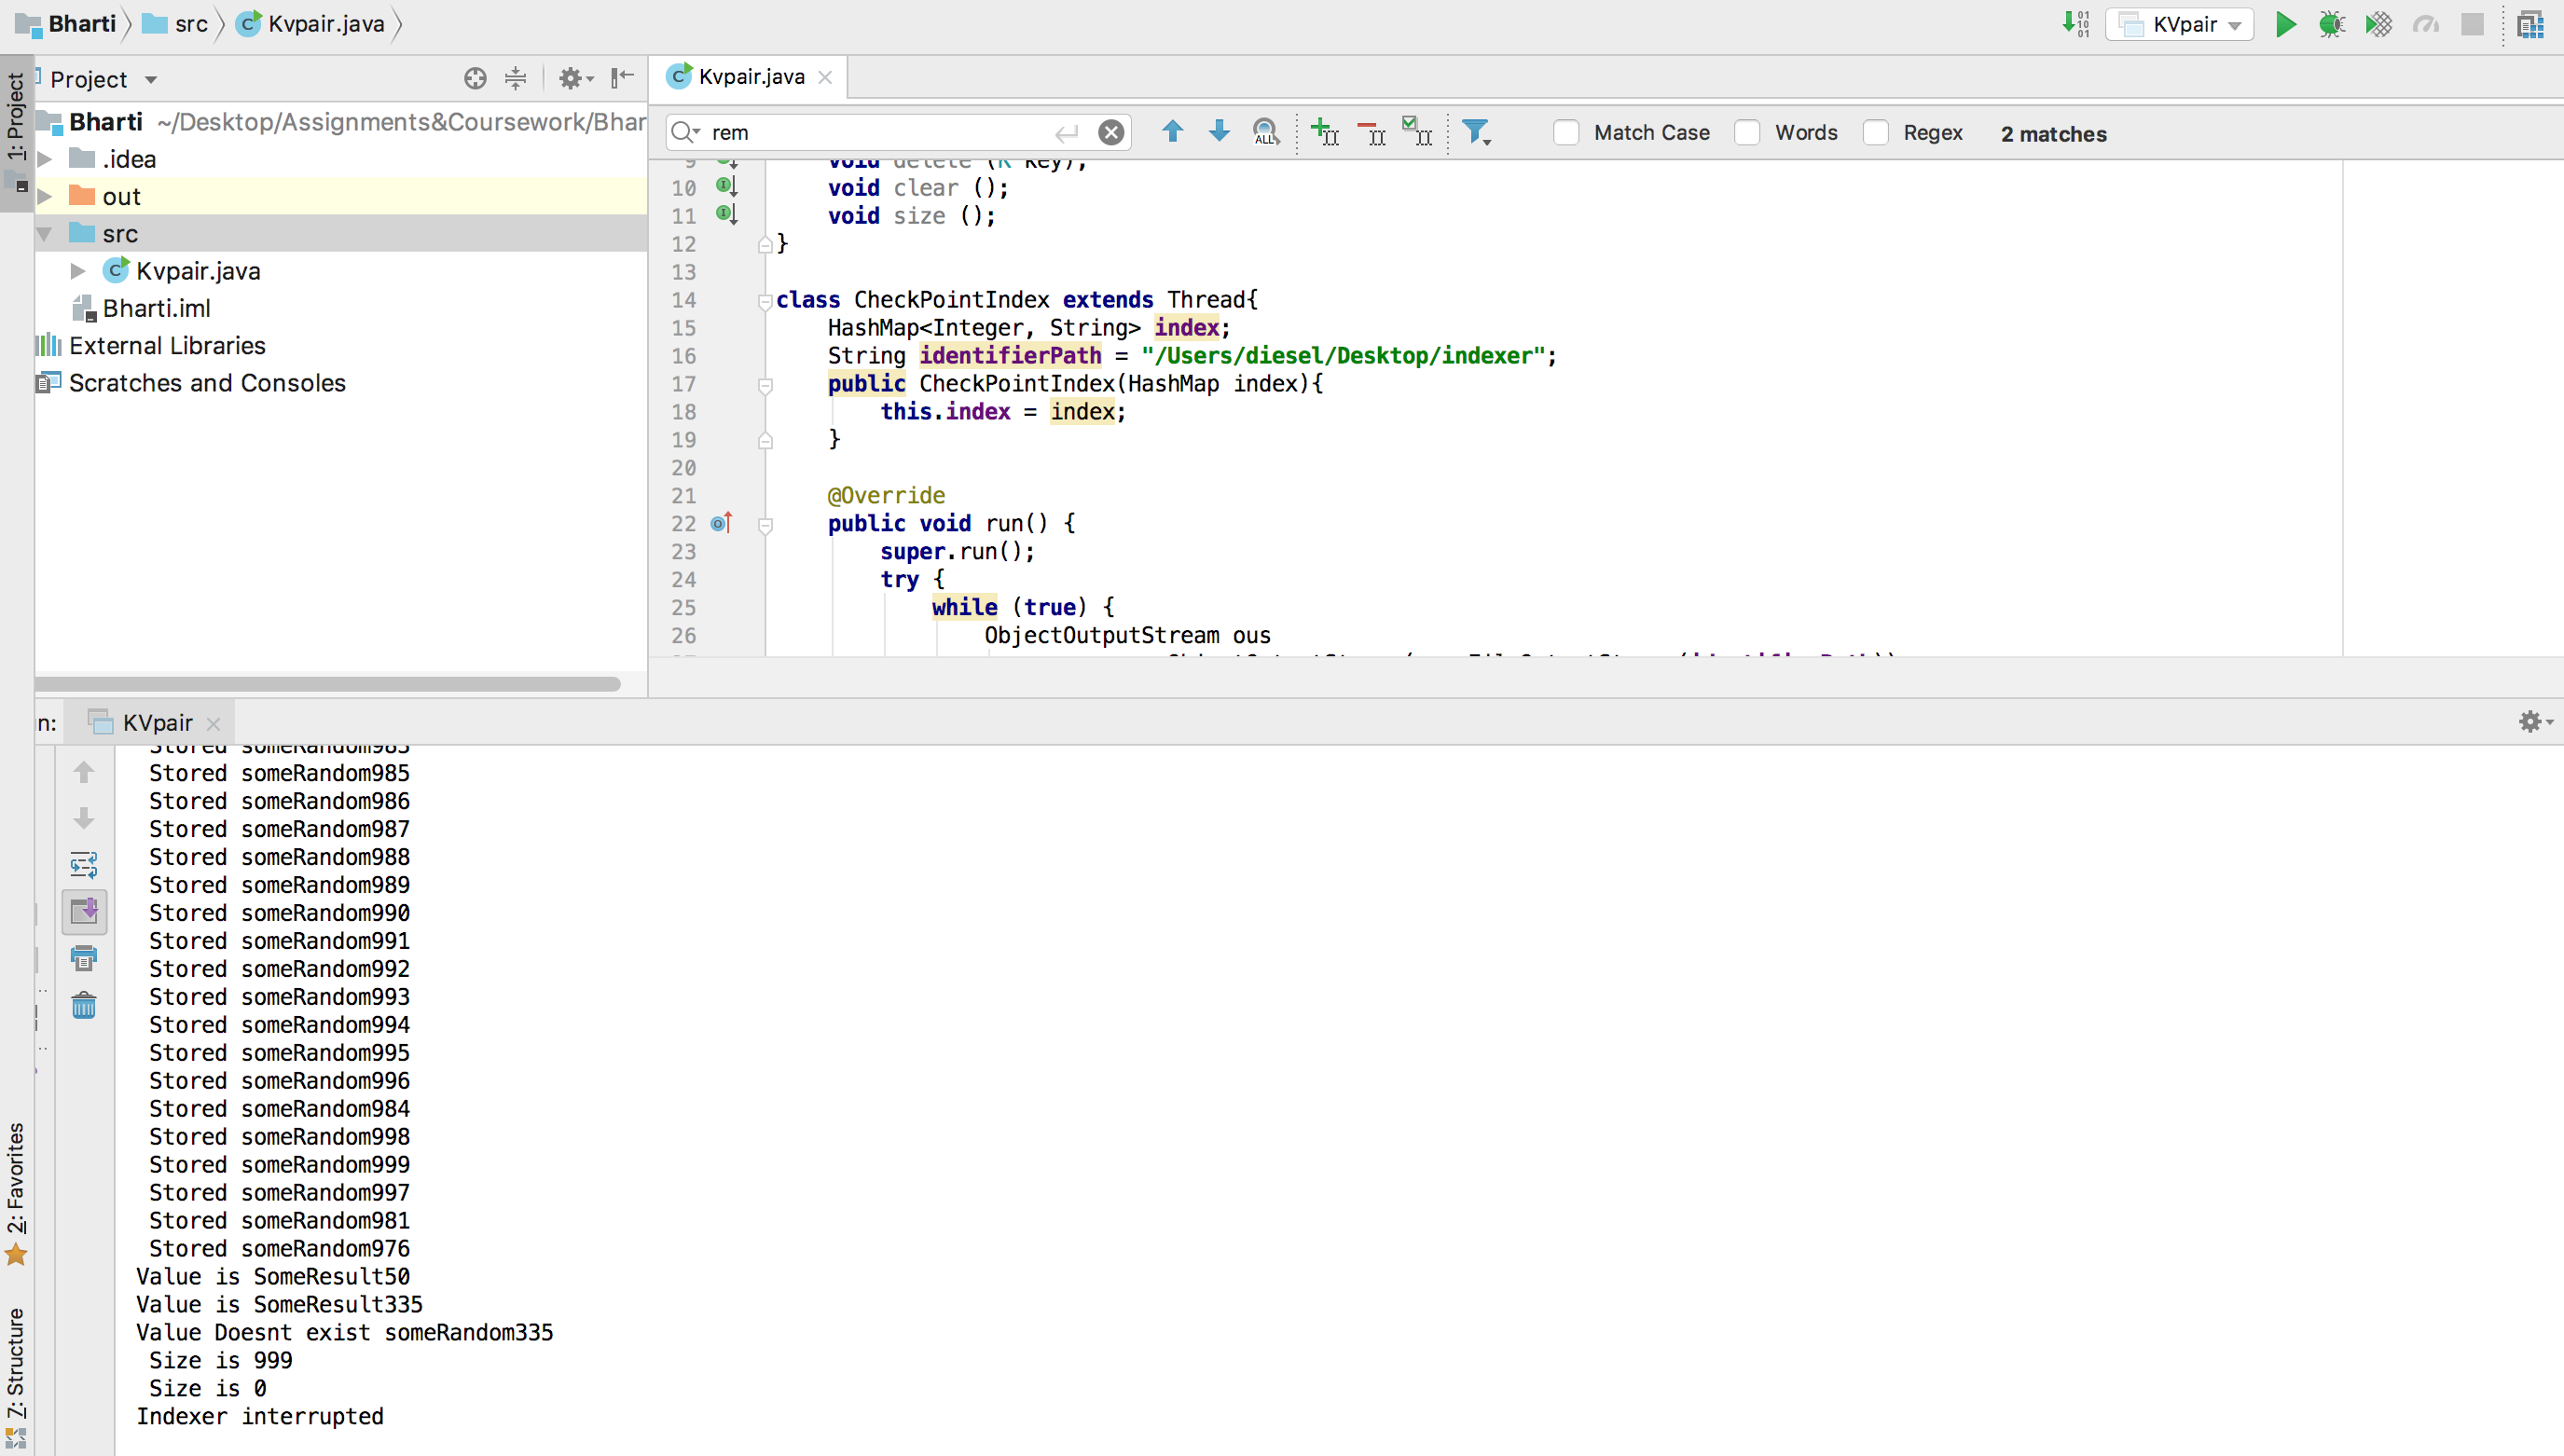 Bharti src Kvpair.java
KVpair
1: Project
Project
Kvpair.java
Bharti ~/Desktop/Assignments&Coursework/Bhar
.idea
out
src
Kvpair.java
Bharti.iml
External Libraries
Scratches and Consoles
rem
ALL
Match Case
Words
Regex
2 matches
9 void delete (K key);
10 void clear ();
11 void size ();
12 }
13
14 class CheckPointIndex extends Thread{
15 HashMap<Integer, String> index;
16 String identifierPath = "/Users/diesel/Desktop/indexer";
17 public CheckPointIndex(HashMap index){
18 this.index = index;
19 }
20
21 @Override
22 public void run() {
23 super.run();
24 try {
25 while (true) {
26 ObjectOutputStream ous
n: KVpair
Stored someRandom983
Stored someRandom985
Stored someRandom986
Stored someRandom987
Stored someRandom988
Stored someRandom989
Stored someRandom990
Stored someRandom991
Stored someRandom992
Stored someRandom993
Stored someRandom994
Stored someRandom995
Stored someRandom996
Stored someRandom984
Stored someRandom998
Stored someRandom999
Stored someRandom997
Stored someRandom981
Stored someRandom976
Value is SomeResult50
Value is SomeResult335
Value Doesnt exist someRandom335
Size is 999
Size is 0
Indexer interrupted
2: Favorites
7: Structure